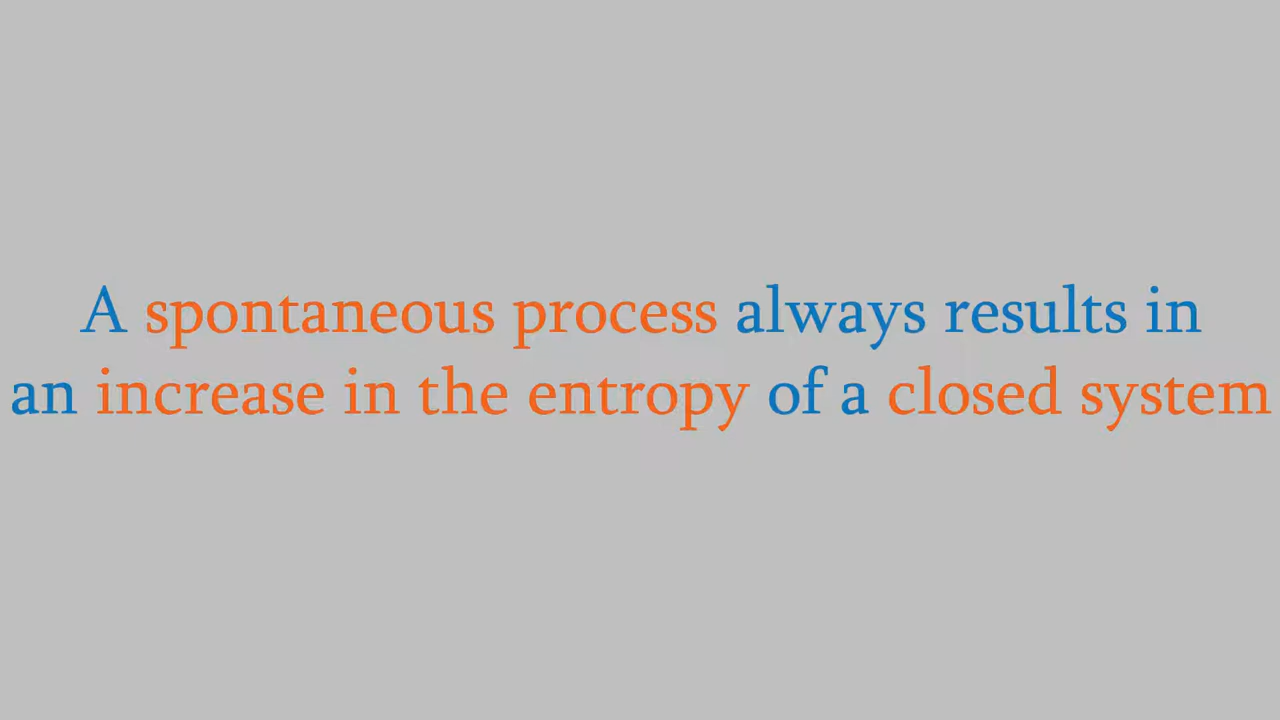 A spontaneous process always results in
an increase in the entropy of a closed system